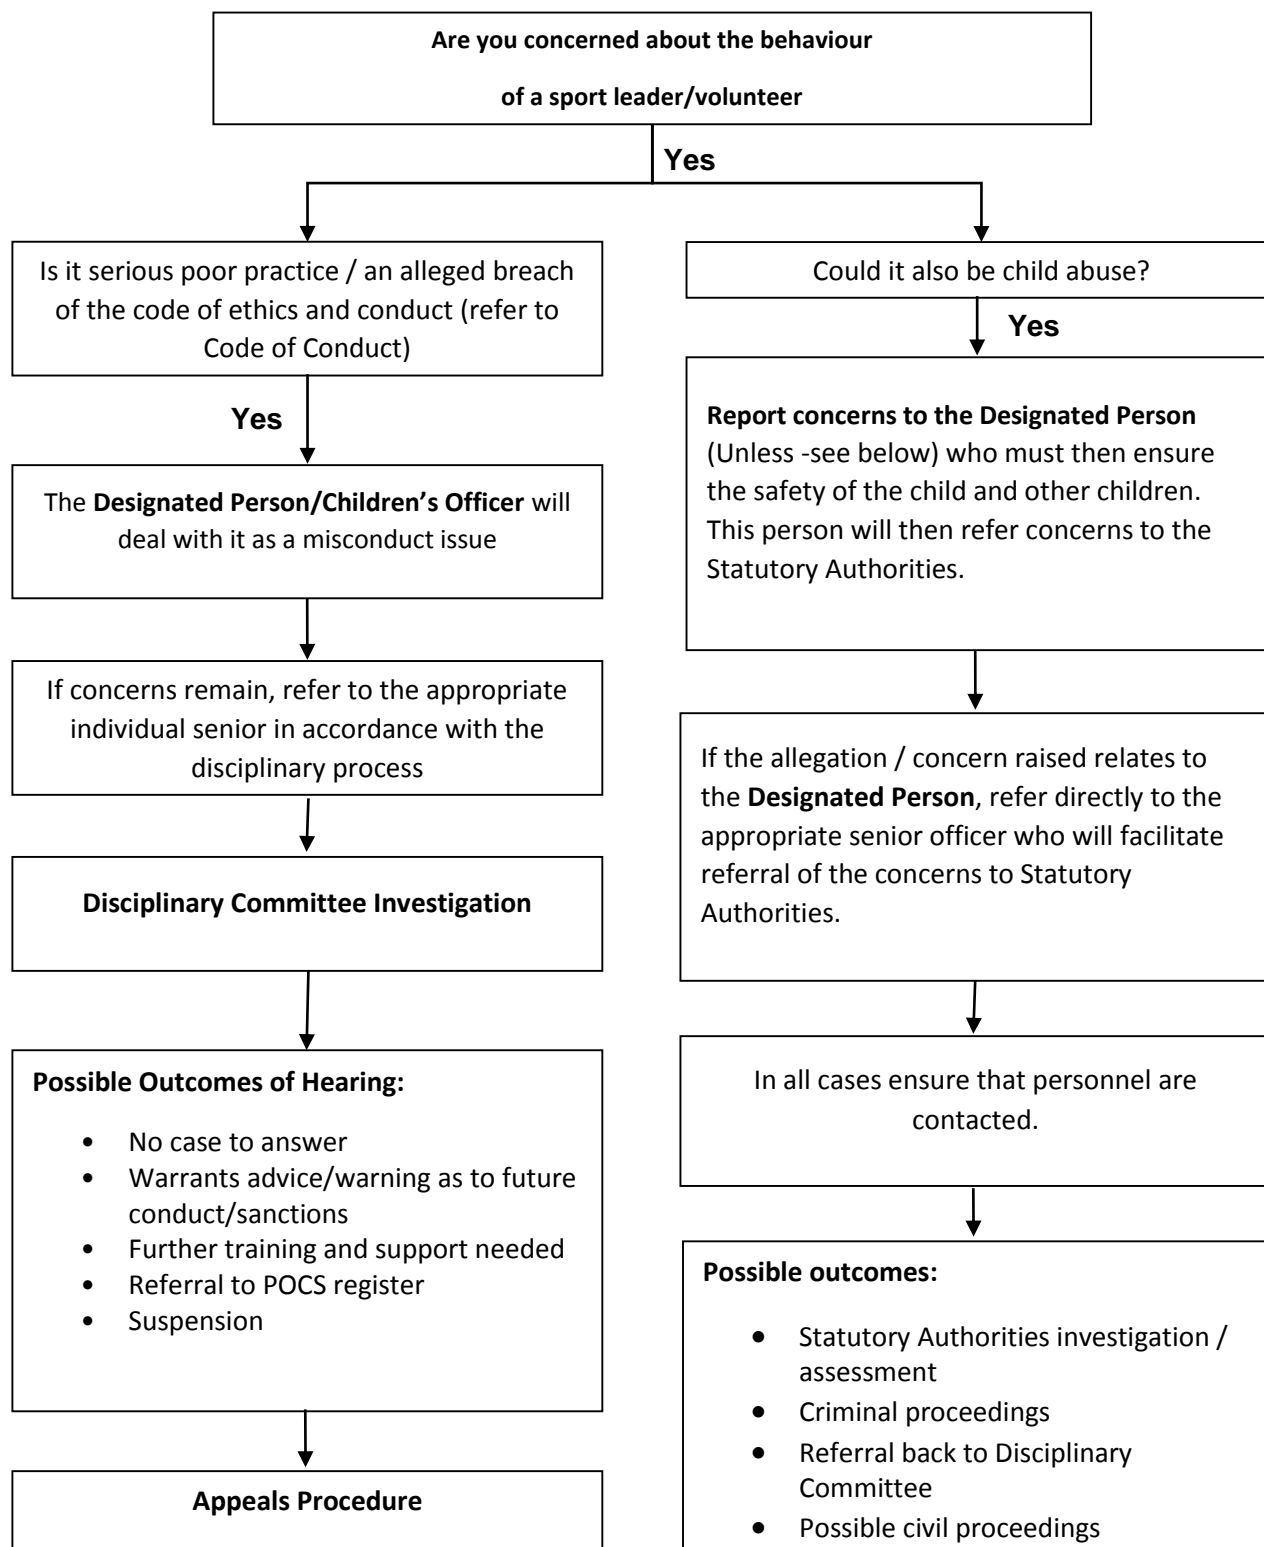 Are you concerned about the behaviour
of a sport leader/volunteer
Yes
Is it serious poor practice / an alleged breach
of the code of ethics and conduct (refer to
Code of Conduct)
Yes
The Designated Person/Children’s Officer will
deal with it as a misconduct issue
If concerns remain, refer to the appropriate
individual senior in accordance with the
disciplinary process
Disciplinary Committee Investigation
Possible Outcomes of Hearing:
• No case to answer
• Warrants advice/warning as to future
conduct/sanctions
• Further training and support needed
• Referral to POCS register
• Suspension
Appeals Procedure
Could it also be child abuse?
Yes
Report concerns to the Designated Person
(Unless -see below) who must then ensure
the safety of the child and other children.
This person will then refer concerns to the
Statutory Authorities.
If the allegation / concern raised relates to
the Designated Person, refer directly to the
appropriate senior officer who will facilitate
referral of the concerns to Statutory
Authorities.
In all cases ensure that personnel are
contacted.
Possible outcomes:
• Statutory Authorities investigation /
assessment
• Criminal proceedings
• Referral back to Disciplinary
Committee
• Possible civil proceedings